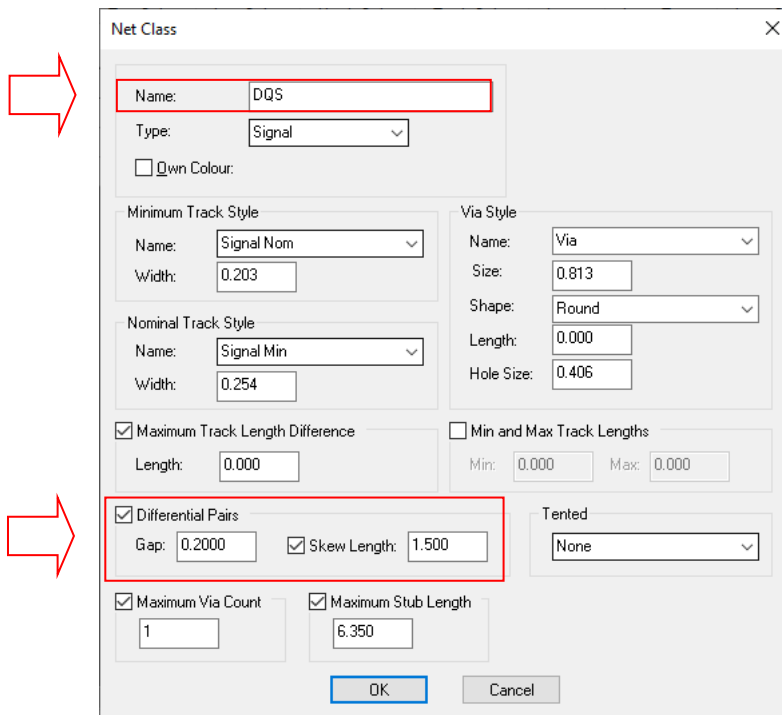 Net Class
Name: DQS
Type: Signal
Own Colour:
Minimum Track Style
Name: Signal Nom
Width: 0.203
Nominal Track Style
Name: Signal Min
Width: 0.254
Via Style
Name: Via
Size: 0.813
Shape: Round
Length: 0.000
Hole Size: 0.406
Maximum Track Length Difference
Length: 0.000
Min and Max Track Lengths
Min: 0.000 Max: 0.000
Differential Pairs
Gap: 0.2000 Skew Length: 1.500
Tented
None
Maximum Via Count
1
Maximum Stub Length
6.350
OK Cancel